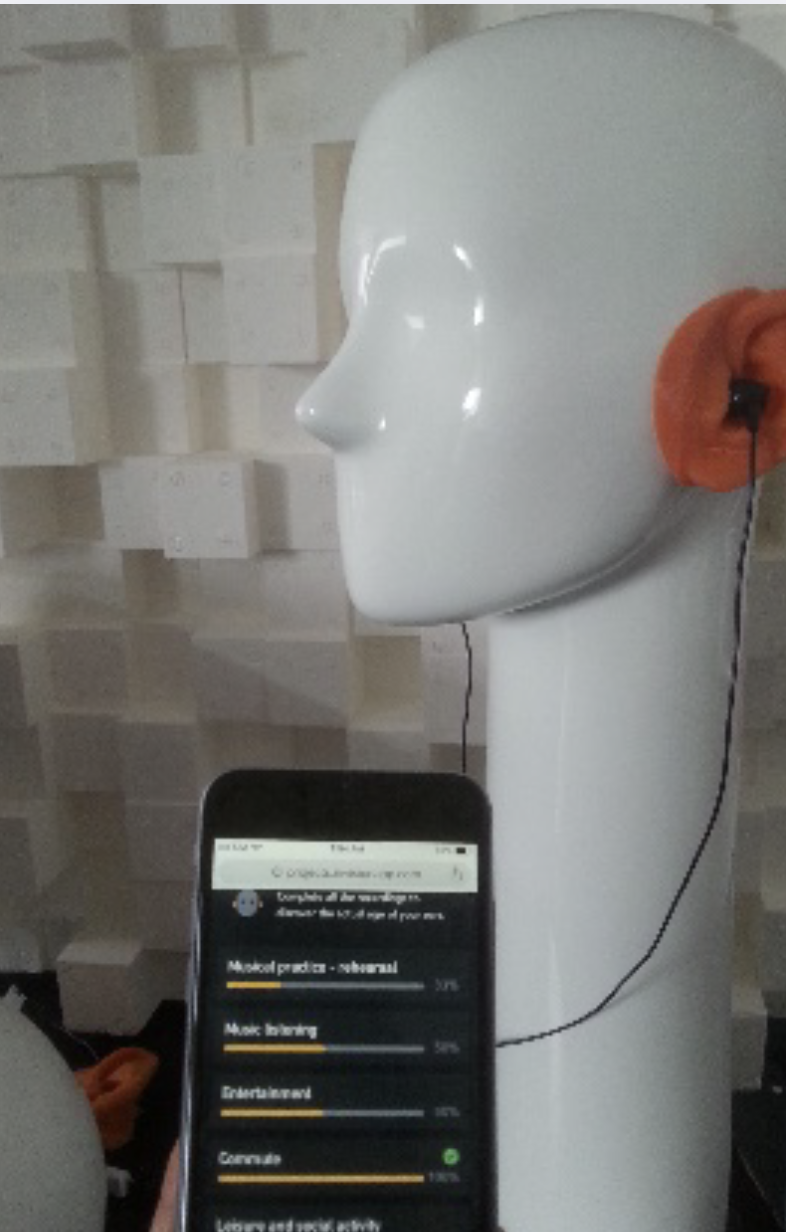 Complete all the recordings to
discover the actual age of your ears.
Musical practice - rehearsal
Music listening
50%
Entertainment
Commute
100%
Leisure and social activity